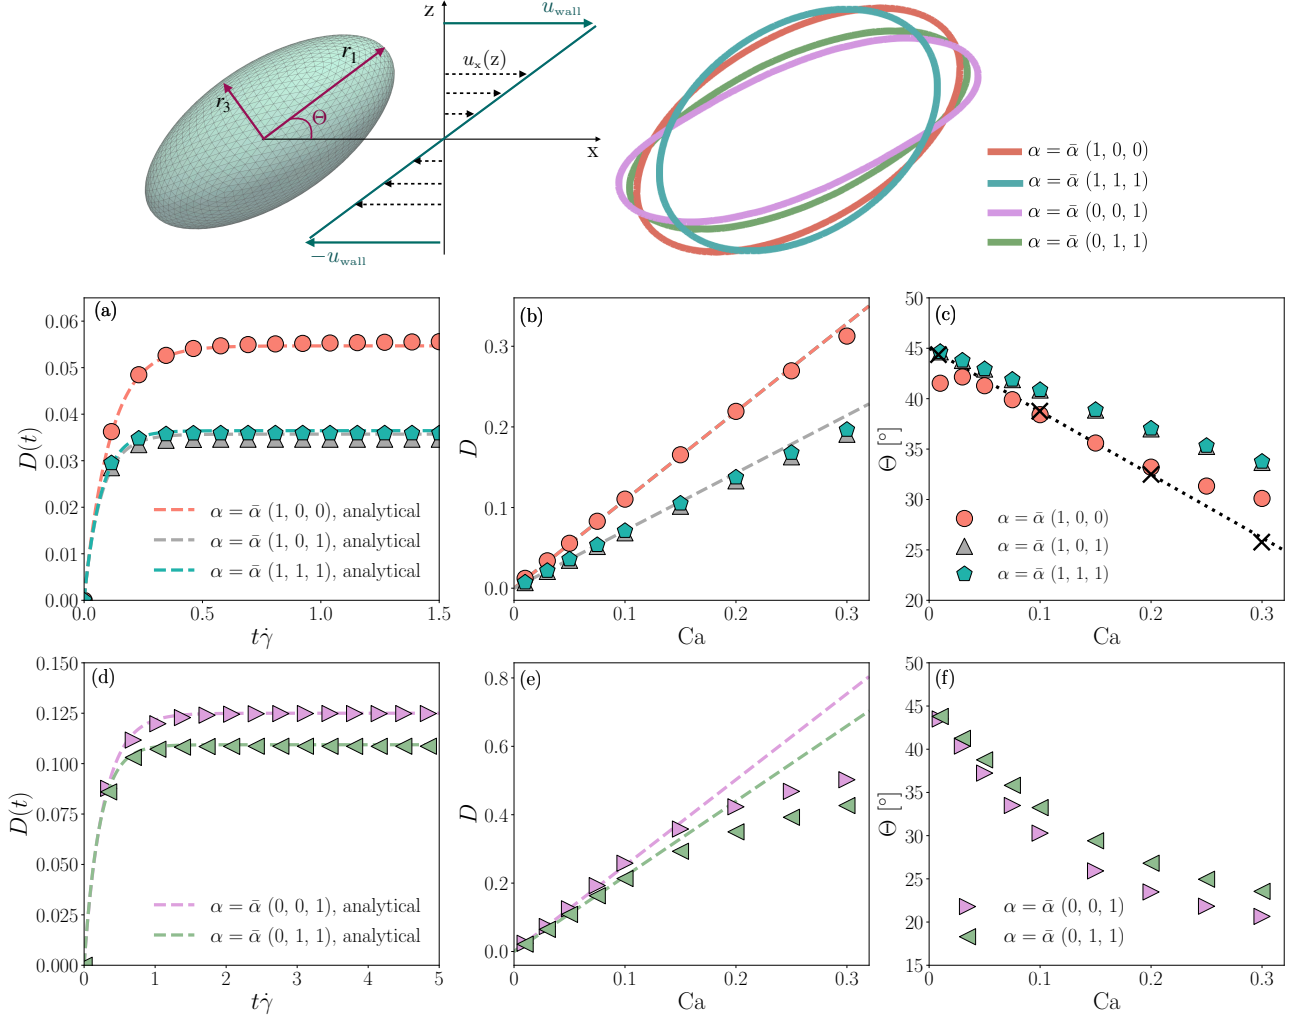 z
u_wall
r_1
u_x(z)
r_3
Θ
x
−u_wall
α = ᾱ (1, 0, 0)
α = ᾱ (1, 1, 1)
α = ᾱ (0, 0, 1)
α = ᾱ (0, 1, 1)
(a)
D(t)
0.06
0.05
0.04
0.03
0.02
0.01
0.00
α = ᾱ (1, 0, 0), analytical
α = ᾱ (1, 0, 1), analytical
α = ᾱ (1, 1, 1), analytical
0.0 0.5 1.0 1.5
tγ̇
(b)
D
0.3
0.2
0.1
0.0
0 0.1 0.2 0.3
Ca
(c)
Θ [°]
50
45
40
35
30
25
20
α = ᾱ (1, 0, 0)
α = ᾱ (1, 0, 1)
α = ᾱ (1, 1, 1)
0 0.1 0.2 0.3
Ca
(d)
D(t)
0.150
0.125
0.100
0.075
0.050
0.025
0.000
α = ᾱ (0, 0, 1), analytical
α = ᾱ (0, 1, 1), analytical
0 1 2 3 4 5
tγ̇
(e)
D
0.8
0.6
0.4
0.2
0.0
0 0.1 0.2 0.3
Ca
(f)
Θ [°]
50
45
40
35
30
25
20
15
α = ᾱ (0, 0, 1)
α = ᾱ (0, 1, 1)
0 0.1 0.2 0.3
Ca